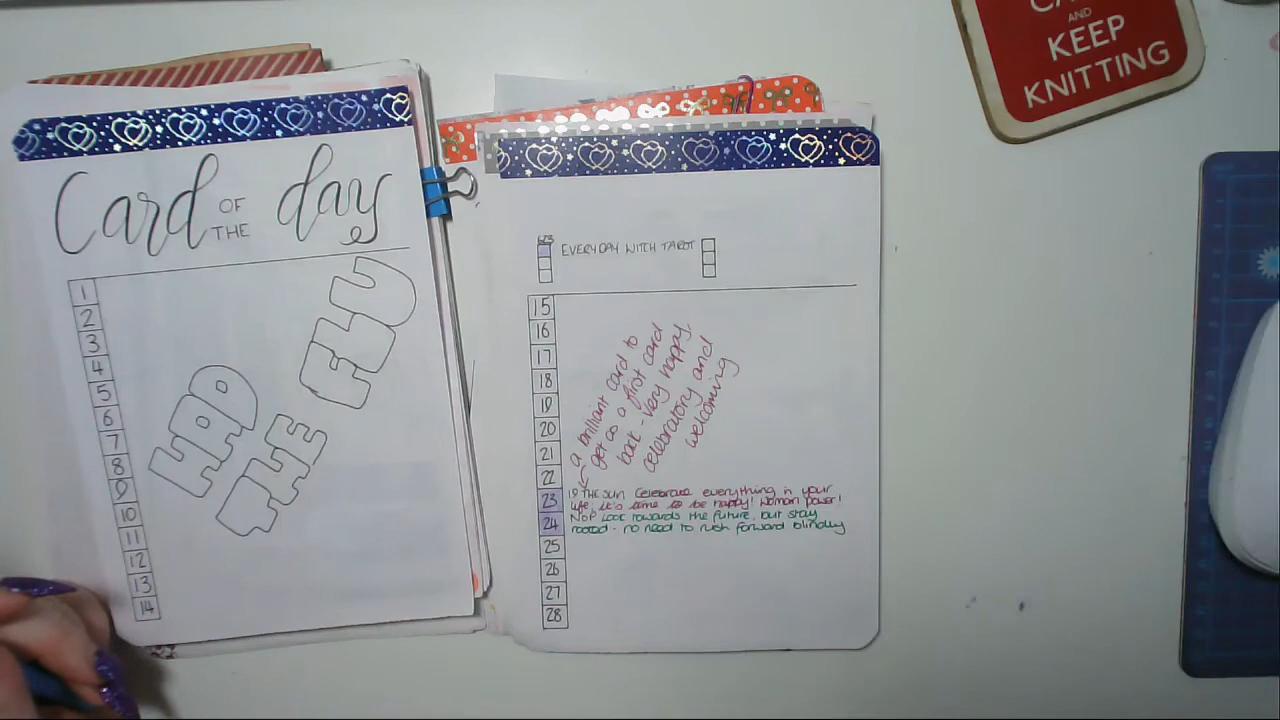 CA
AND
KEEP
KNITTING
Card OF THE day
1
2
3
4
5
6
7
8
9
10
11
12
13
14
HAD
THE
FLU
EVERYDAY WITH TAROT
15
16
17
18
19
20
21
22
23
24
25
26
27
28
a brilliant card to
get as a first card
back - very happy,
celebratory and
welcoming
19 THE SUN Celebrate everything in your
life, it's time to be happy! Woman power!
Look towards the future, but stay
rooted - no need to rush forward blindly